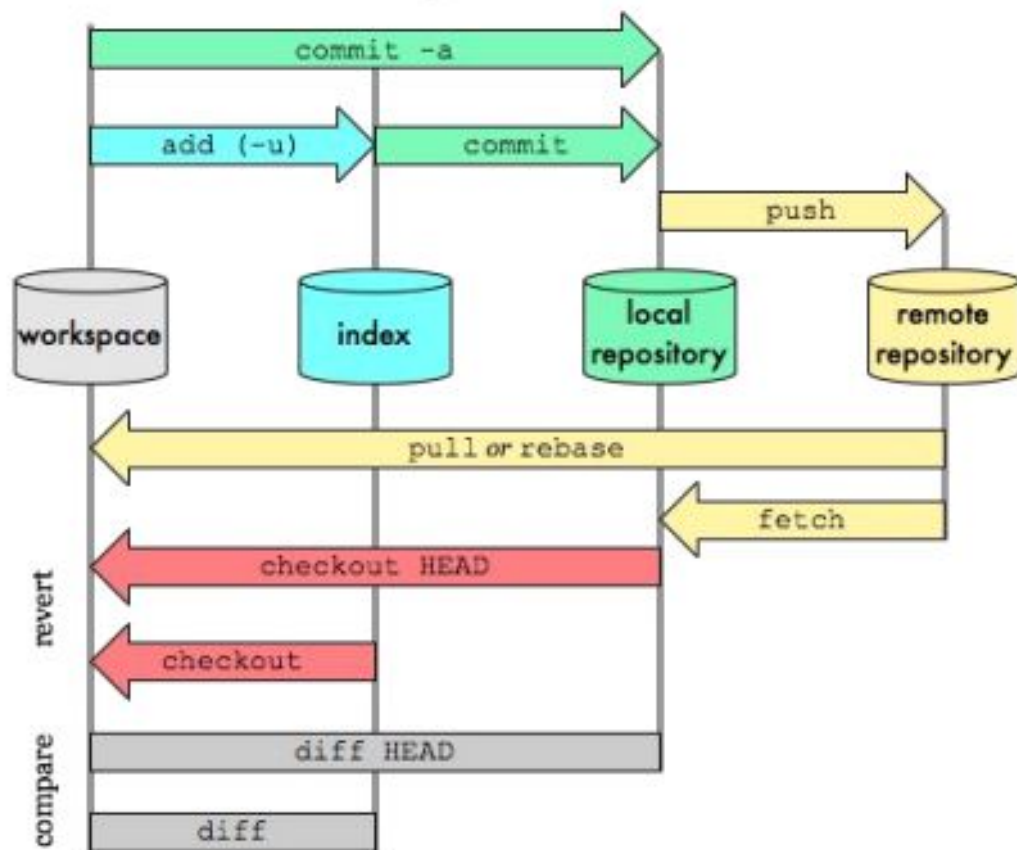 commit -a
add (-u)
commit
push
workspace
index
local
repository
remote
repository
pull or rebase
fetch
revert
checkout HEAD
checkout
compare
diff HEAD
diff